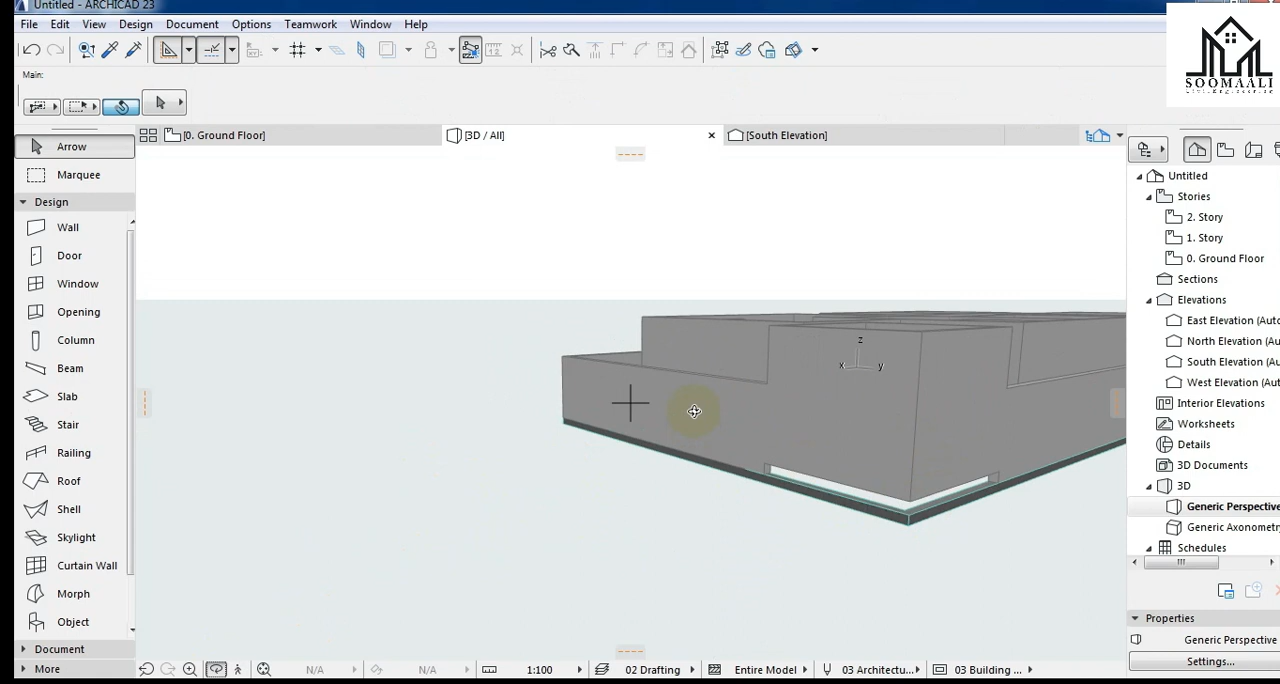 Untitled - ARCHICAD 23
File Edit View Design Document Options Teamwork Window Help
SOOMAALI
Civil Engineering
Main:
[0. Ground Floor]
[3D / All]
[South Elevation]
Arrow
Marquee
Design
Wall
Door
Window
Opening
Column
Beam
Slab
Stair
Railing
Roof
Shell
Skylight
Curtain Wall
Morph
Object
Document
More
z
x
y
Untitled
Stories
2. Story
1. Story
0. Ground Floor
Sections
Elevations
East Elevation (Au
North Elevation (Au
South Elevation (Au
West Elevation (Au
Interior Elevations
Worksheets
Details
3D Documents
3D
Generic Perspective
Generic Axonometr
Schedules
Properties
Generic Perspective
Settings...
N/A
N/A
1:100
02 Drafting
Entire Model
03 Architectu...
03 Building ...